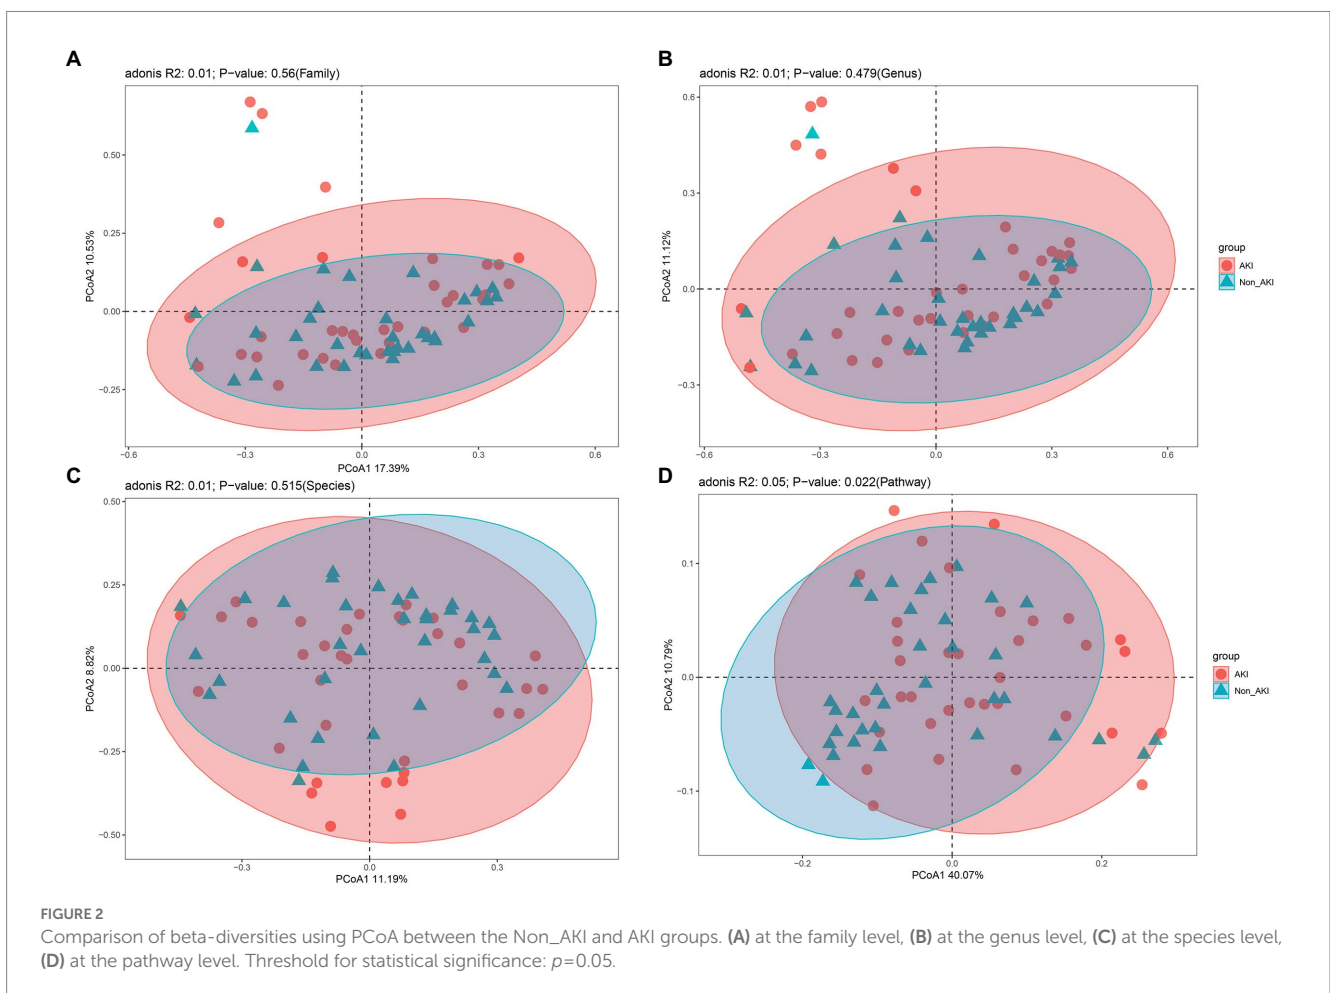 A
adonis R2: 0.01; P-value: 0.56(Family)
0.50
0.25
0.00
−0.25
PCoA2 10.53%
−0.6
−0.3
0.0
0.3
0.6
PCoA1 17.39%
B
adonis R2: 0.01; P-value: 0.479(Genus)
0.6
0.3
0.0
−0.3
PCoA2 11.12%
−0.6
−0.3
0.0
0.3
0.6
group
AKI
Non_AKI
C
adonis R2: 0.01; P-value: 0.515(Species)
0.50
0.25
0.00
−0.25
−0.50
PCoA2 8.82%
−0.3
0.0
0.3
PCoA1 11.19%
D
adonis R2: 0.05; P-value: 0.022(Pathway)
0.1
0.0
−0.1
PCoA2 10.79%
−0.2
0.0
0.2
PCoA1 40.07%
group
AKI
Non_AKI
FIGURE 2
Comparison of beta-diversities using PCoA between the Non_AKI and AKI groups. (A) at the family level, (B) at the genus level, (C) at the species level,
(D) at the pathway level. Threshold for statistical significance: p=0.05.